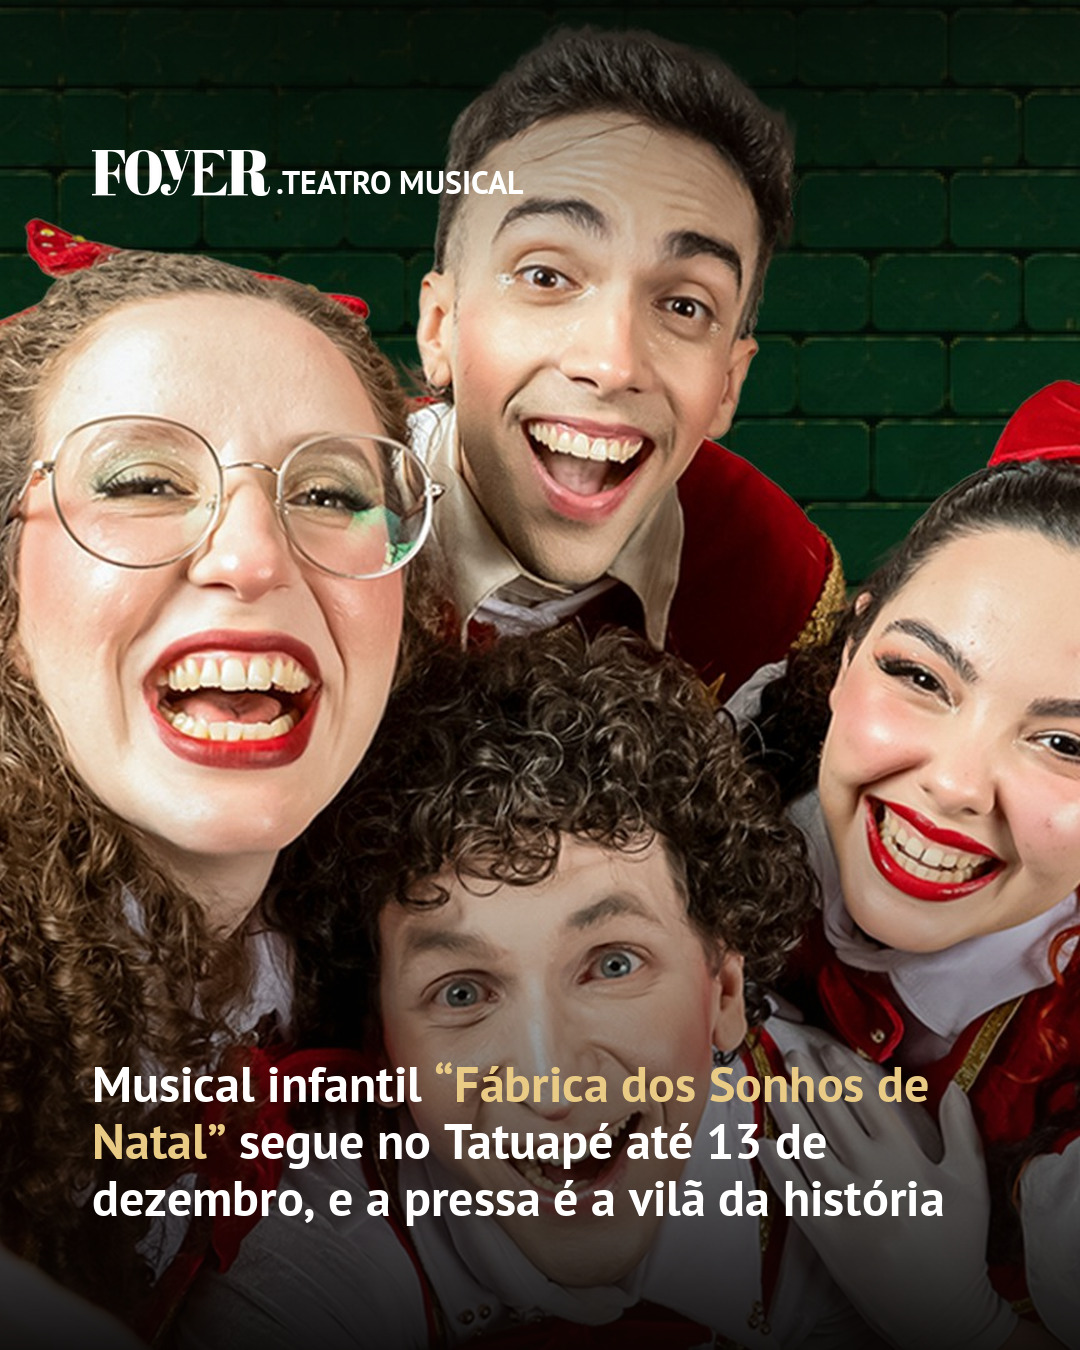 FOYER.TEATRO MUSICAL
Musical infantil “Fábrica dos Sonhos de
Natal” segue no Tatuapé até 13 de
dezembro, e a pressa é a vilã da história